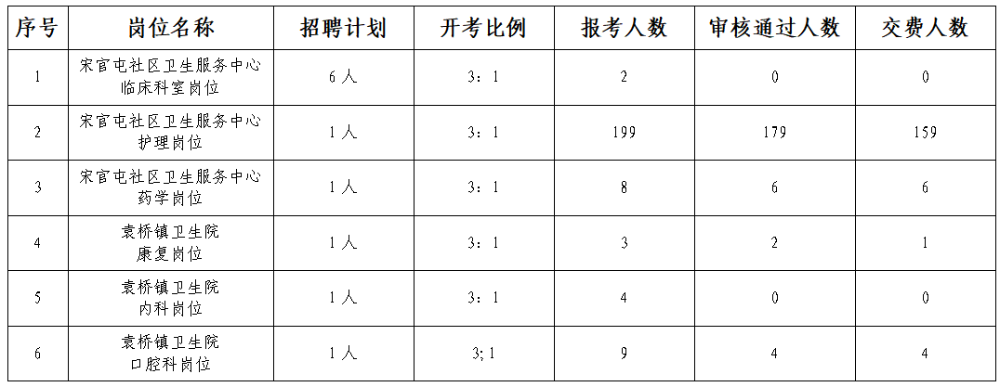 序号 岗位名称 招聘计划 开考比例 报考人数 审核通过人数 交费人数
1 宋官屯社区卫生服务中心 6人 3：1 2 0 0
临床科室岗位
2 宋官屯社区卫生服务中心 1人 3：1 199 179 159
护理岗位
3 宋官屯社区卫生服务中心 1人 3：1 8 6 6
药学岗位
4 袁桥镇卫生院 1人 3：1 3 2 1
康复岗位
5 袁桥镇卫生院 1人 3：1 4 0 0
内科岗位
6 袁桥镇卫生院 1人 3;1 9 4 4
口腔科岗位